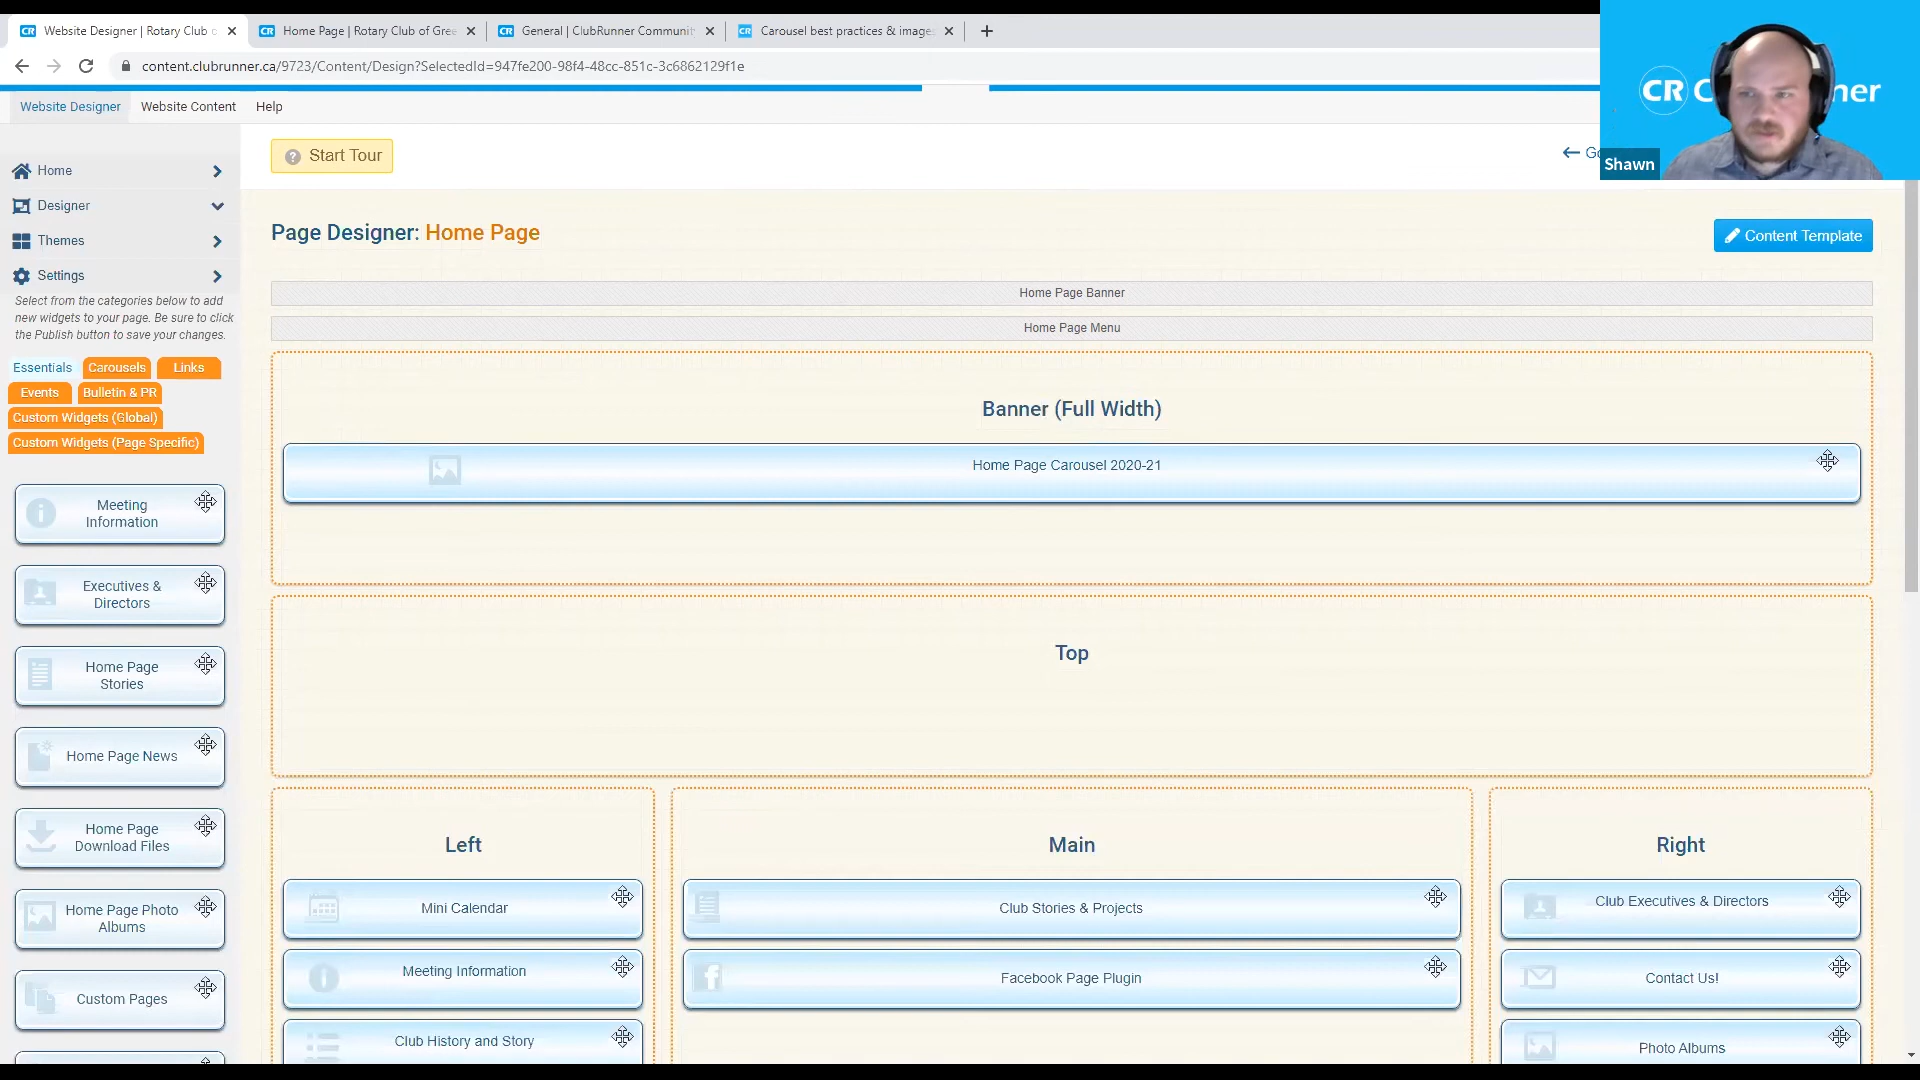 Website Designer | Rotary Club o
Home Page | Rotary Club of Gree
General | ClubRunner Communit
Carousel best practices & image
content.clubrunner.ca/9723/Content/Design?SelectedId=947fe200-98f4-48cc-851c-3c6862129f1e
CR C
ner
Shawn
Website Designer
Website Content
Help
Start Tour
Go
Home
Designer
Themes
Settings
Select from the categories below to add
new widgets to your page. Be sure to click
the Publish button to save your changes.
Essentials
Carousels
Links
Events
Bulletin & PR
Custom Widgets (Global)
Custom Widgets (Page Specific)
Meeting
Information
Executives &
Directors
Home Page
Stories
Home Page News
Home Page
Download Files
Home Page Photo
Albums
Custom Pages
Page Designer: Home Page
Content Template
Home Page Banner
Home Page Menu
Banner (Full Width)
Home Page Carousel 2020-21
Top
Left
Mini Calendar
Meeting Information
Club History and Story
Main
Club Stories & Projects
Facebook Page Plugin
Right
Club Executives & Directors
Contact Us!
Photo Albums